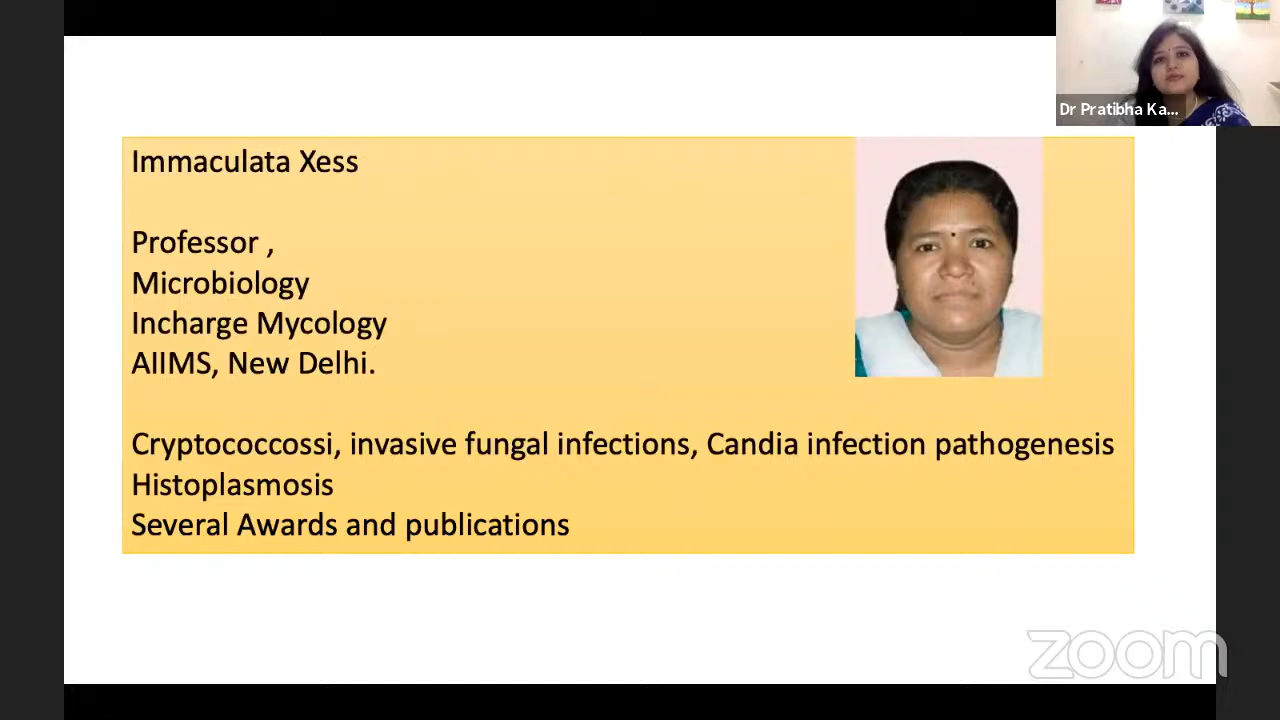 Dr Pratibha Ka...
Immaculata Xess
Professor ,
Microbiology
Incharge Mycology
AIIMS, New Delhi.
Cryptococcossi, invasive fungal infections, Candia infection pathogenesis
Histoplasmosis
Several Awards and publications
zoom